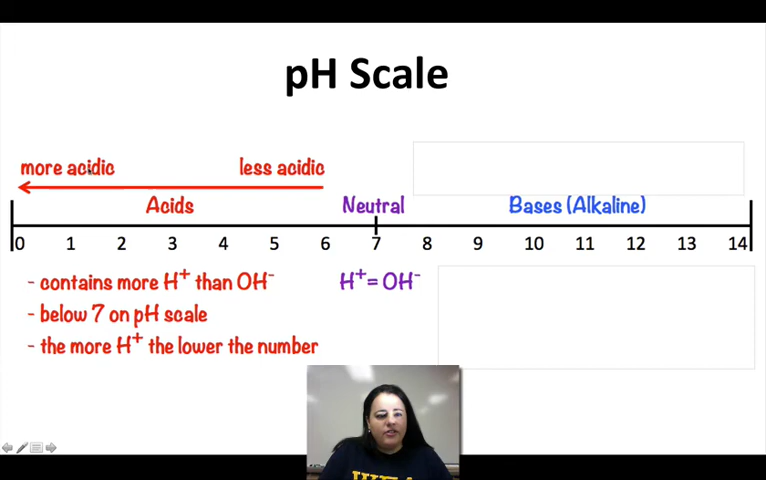 pH Scale
more acidic less acidic
Acids Neutral Bases (Alkaline)
0 1 2 3 4 5 6 7 8 9 10 11 12 13 14
- contains more H⁺ than OH⁻ H⁺= OH⁻
- below 7 on pH scale
- the more H⁺ the lower the number